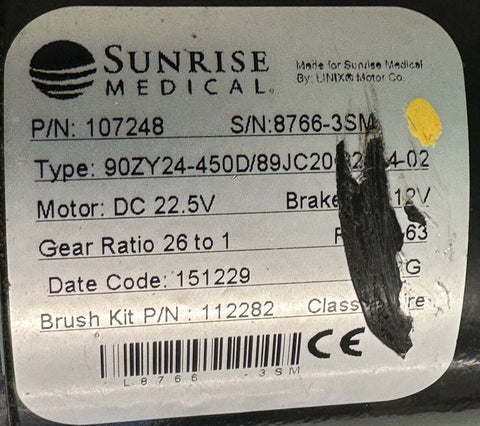 SUNRISE
MEDICAL®
Made for Sunrise Medical
By: LINIX® Motor Co.
P/N: 107248 S/N:8766-3SM
Type: 90ZY24-450D/89JC20 4-02
Motor: DC 22.5V Brake 12V
Gear Ratio 26 to 1 63
Date Code: 151229 G
Brush Kit P/N : 112282 Class
CE
L8766 3SM